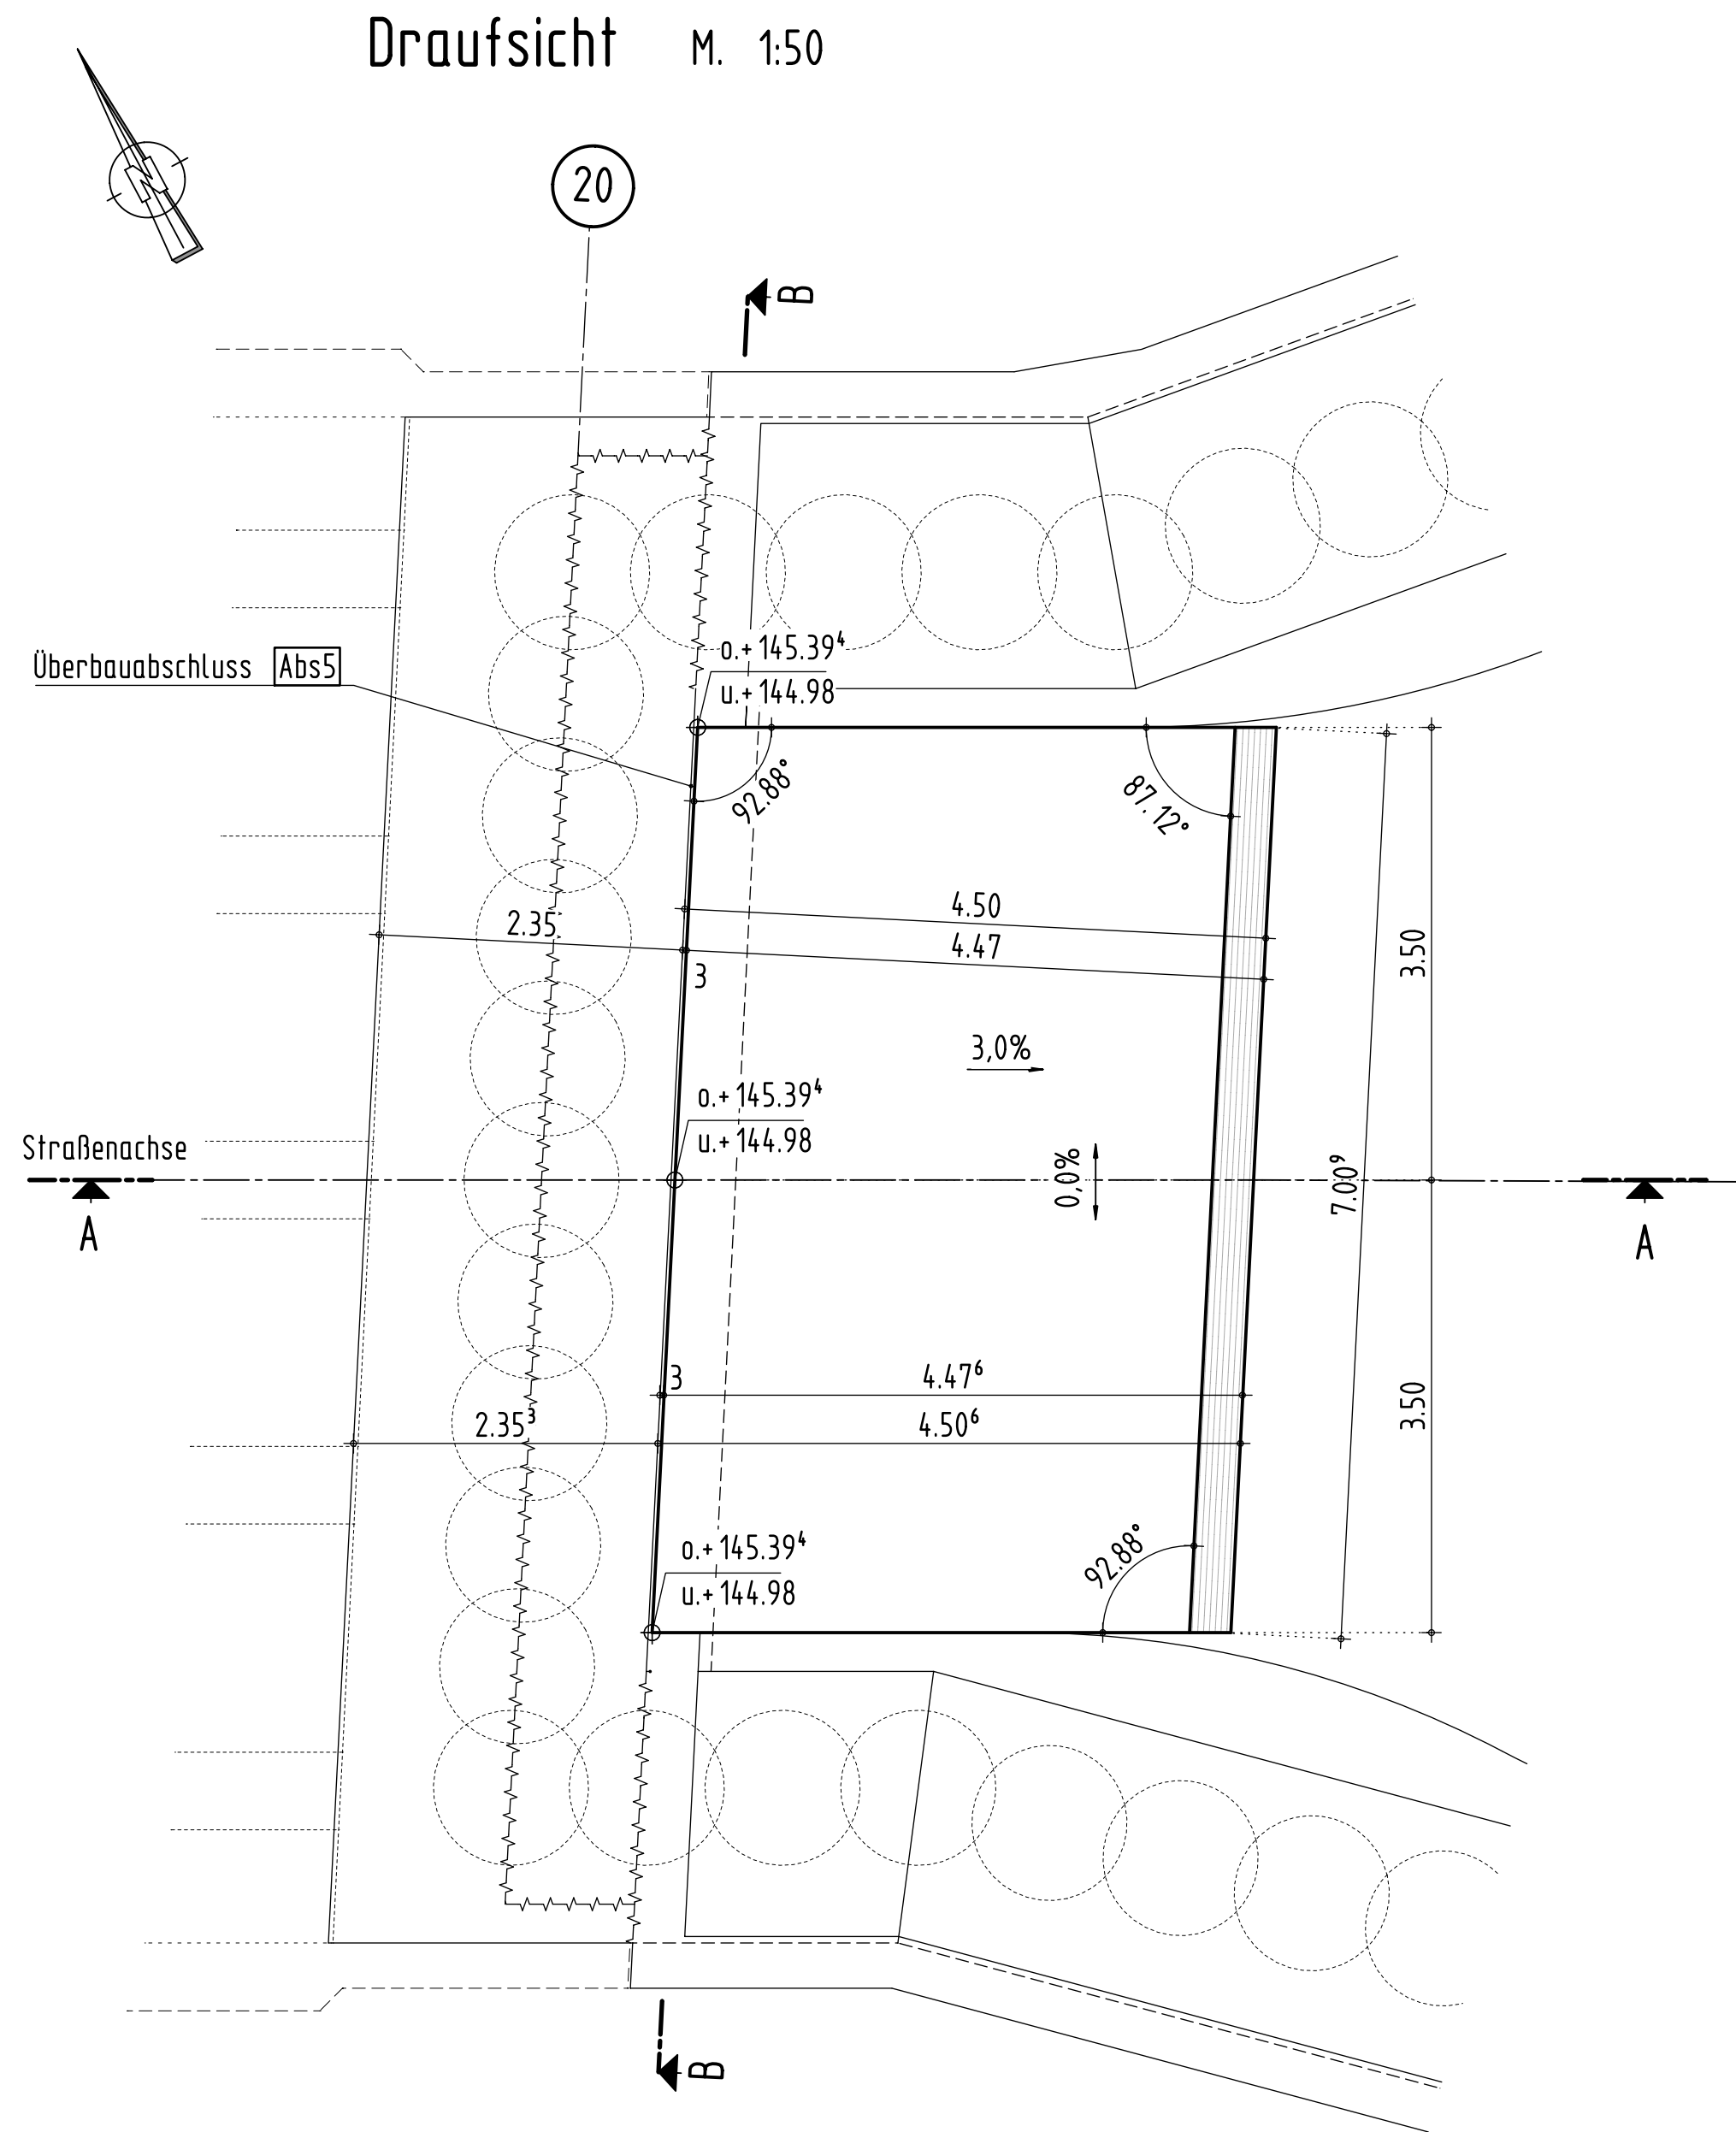 Draufsicht M. 1:50
20
B
Überbauabschluss Abs5
o.+145.39⁴
u.+144.98
92.88°
87.12°
4.50
2.35
4.47
3
3.50
3,0%
o.+145.39⁴
u.+144.98
Straßenachse
0,0%
7.00⁹
A
A
3
4.47⁶
3.50
2.35³
4.50⁶
o.+145.39⁴
u.+144.98
92.88°
B